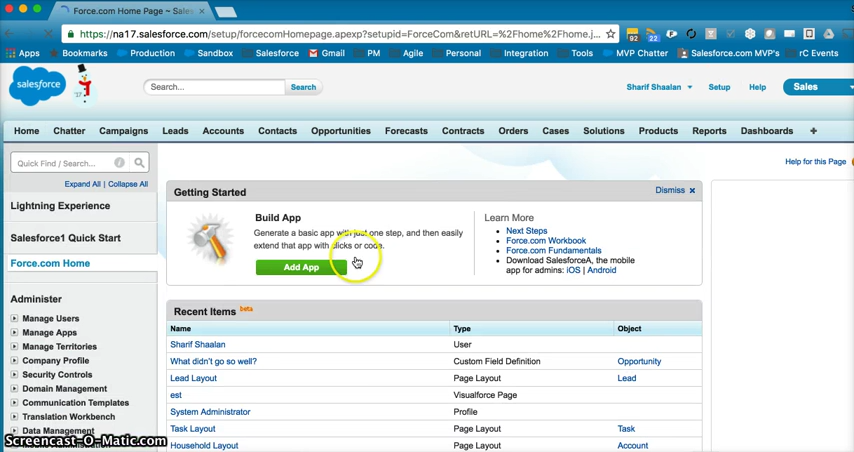 Force.com Home Page ~ Sales
https://na17.salesforce.com/setup/forcecomHomepage.apexp?setupid=ForceCom&retURL=%2Fhome%2Fhome.j...
92 22
Apps Bookmarks Production Sandbox Salesforce Gmail PM Agile Personal Integration Tools MVP Chatter Salesforce.com MVP's rC Events
salesforce '17 Search... Search Sharif Shaalan Setup Help Sales
Home Chatter Campaigns Leads Accounts Contacts Opportunities Forecasts Contracts Orders Cases Solutions Products Reports Dashboards +
Quick Find / Search...
Expand All | Collapse All
Lightning Experience
Salesforce1 Quick Start
Force.com Home
Administer
Manage Users
Manage Apps
Manage Territories
Company Profile
Security Controls
Domain Management
Communication Templates
Translation Workbench
Data Management
Help for this Page
Getting Started Dismiss
Build App
Generate a basic app with just one step, and then easily
extend that app with clicks or code.
Add App
Learn More
Next Steps
Force.com Workbook
Force.com Fundamentals
Download SalesforceA, the mobile
app for admins: iOS | Android
Recent Items beta
Name Type Object
Sharif Shaalan User
What didn't go so well? Custom Field Definition Opportunity
Lead Layout Page Layout Lead
est Visualforce Page
System Administrator Profile
Task Layout Page Layout Task
Household Layout Page Layout Account
Screencast-O-Matic.com